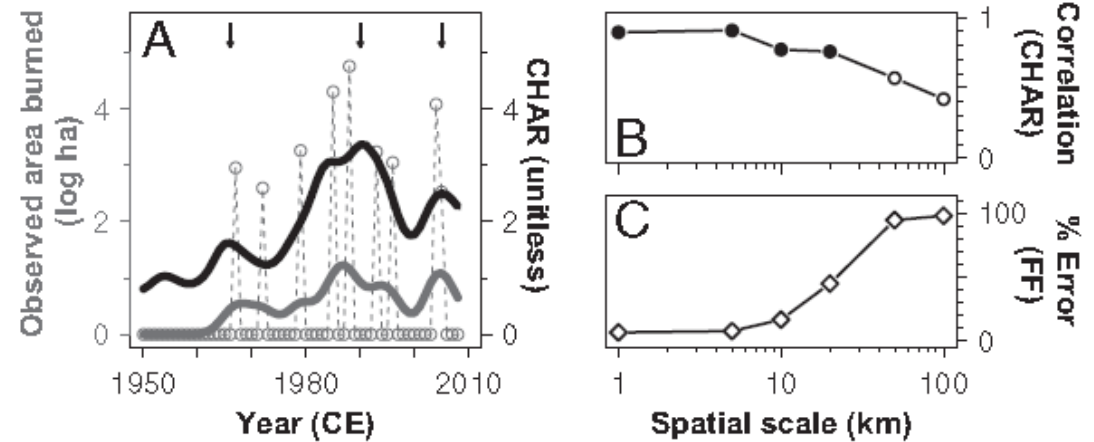 A
Observed area burned
(log ha)
4
2
0
4
2
0
CHAR (unitless)
1950
1980
2010
Year (CE)
B
1
0
Correlation
(CHAR)
C
100
0
% Error
(FF)
1
10
100
Spatial scale (km)